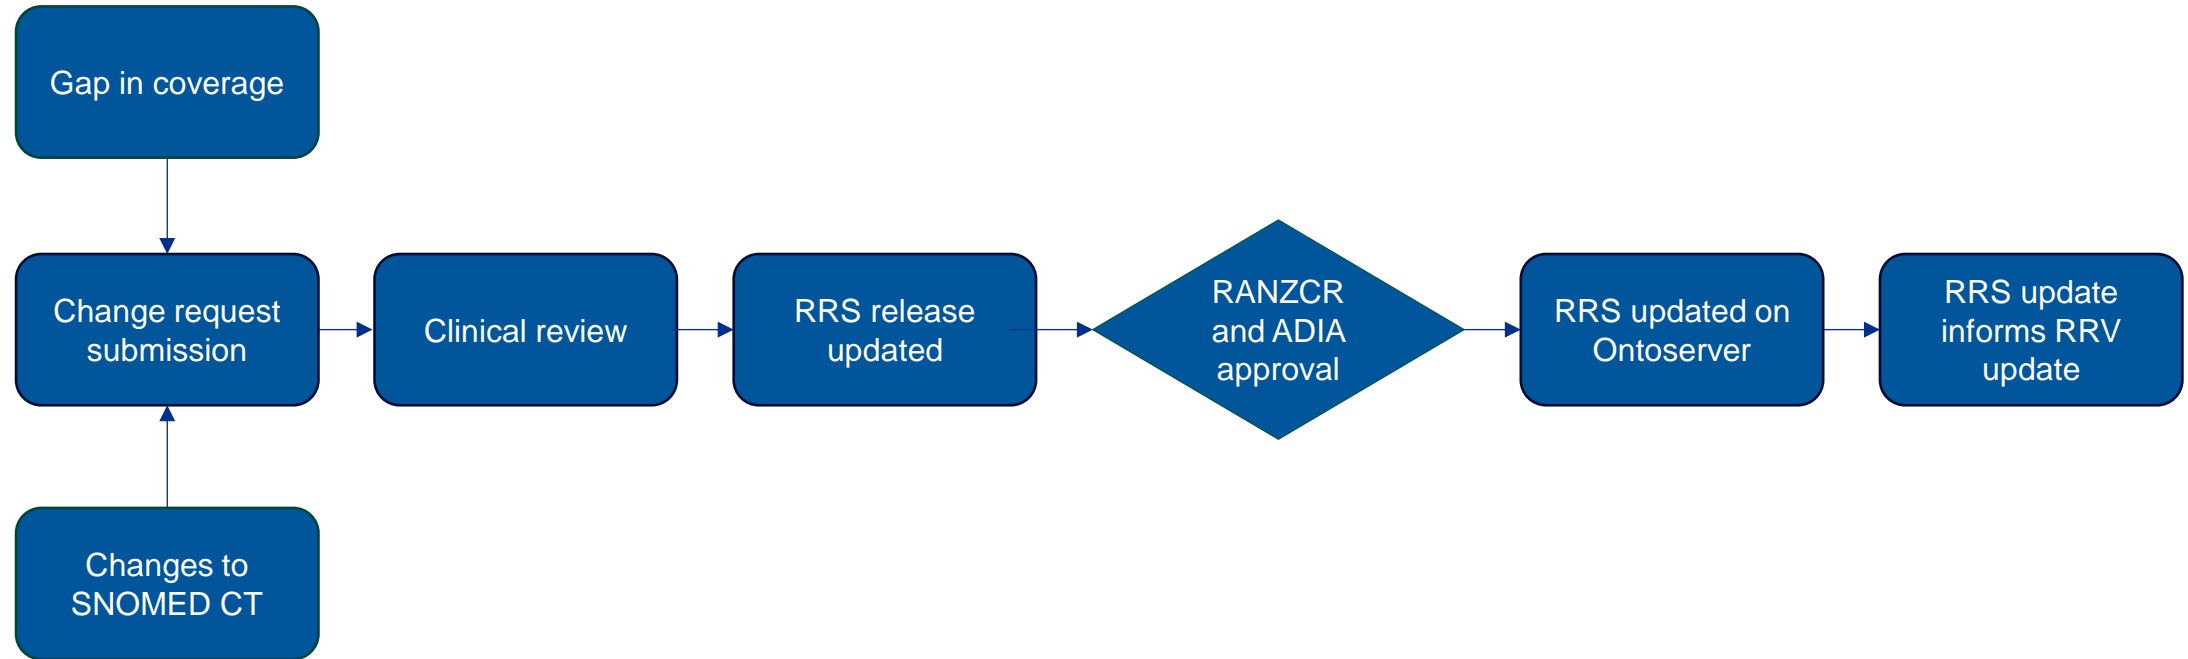 Gap in coverage
Change request
submission
Clinical review
RRS release
updated
RANZCR
and ADIA
approval
RRS updated on
Ontoserver
RRS update
informs RRV
update
Changes to
SNOMED CT